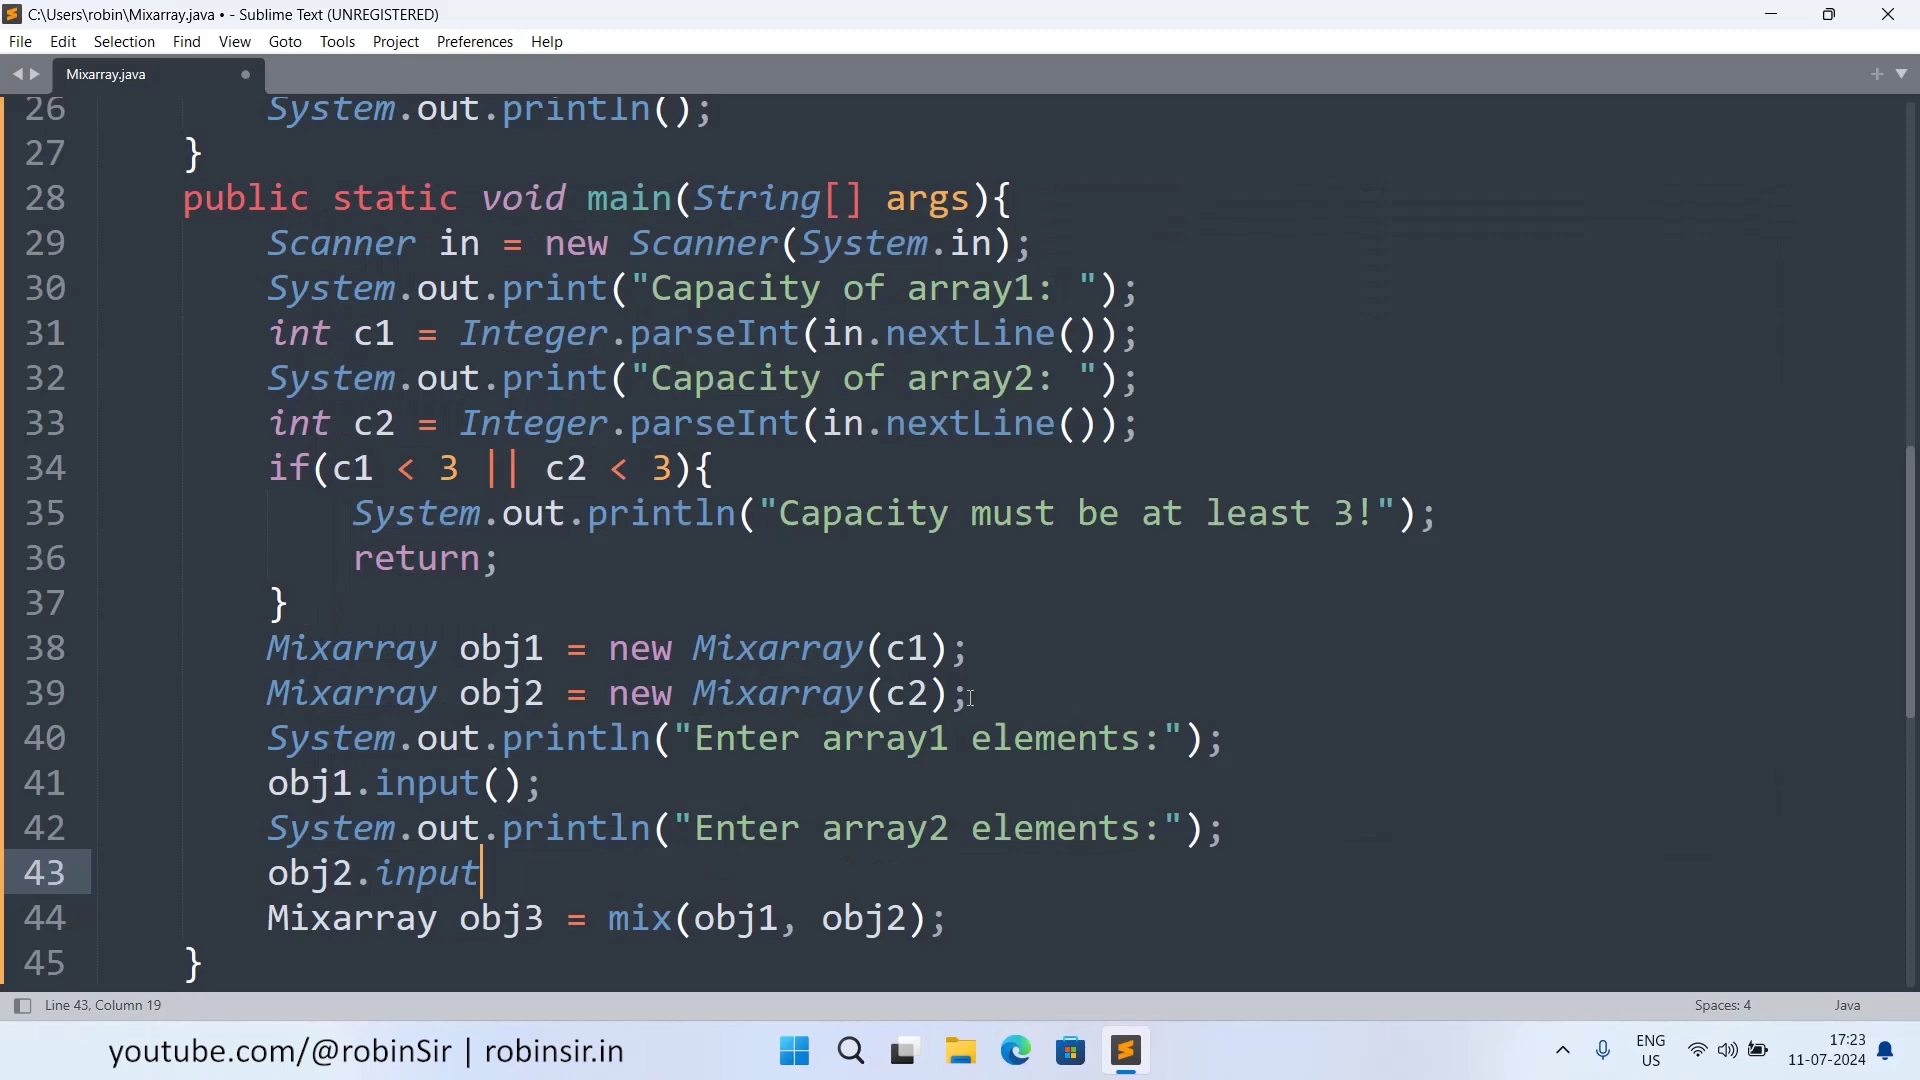 C:\Users\robin\Mixarray.java • - Sublime Text (UNREGISTERED)
File Edit Selection Find View Goto Tools Project Preferences Help
Mixarray.java
26 System.out.println();
27 }
28 public static void main(String[] args){
29 Scanner in = new Scanner(System.in);
30 System.out.print("Capacity of array1: ");
31 int c1 = Integer.parseInt(in.nextLine());
32 System.out.print("Capacity of array2: ");
33 int c2 = Integer.parseInt(in.nextLine());
34 if(c1 < 3 || c2 < 3){
35 System.out.println("Capacity must be at least 3!");
36 return;
37 }
38 Mixarray obj1 = new Mixarray(c1);
39 Mixarray obj2 = new Mixarray(c2);
40 System.out.println("Enter array1 elements:");
41 obj1.input();
42 System.out.println("Enter array2 elements:");
43 obj2.input
44 Mixarray obj3 = mix(obj1, obj2);
45 }
Line 43, Column 19 Spaces: 4 Java
youtube.com/@robinSir | robinsir.in
ENG
US
17:23
11-07-2024